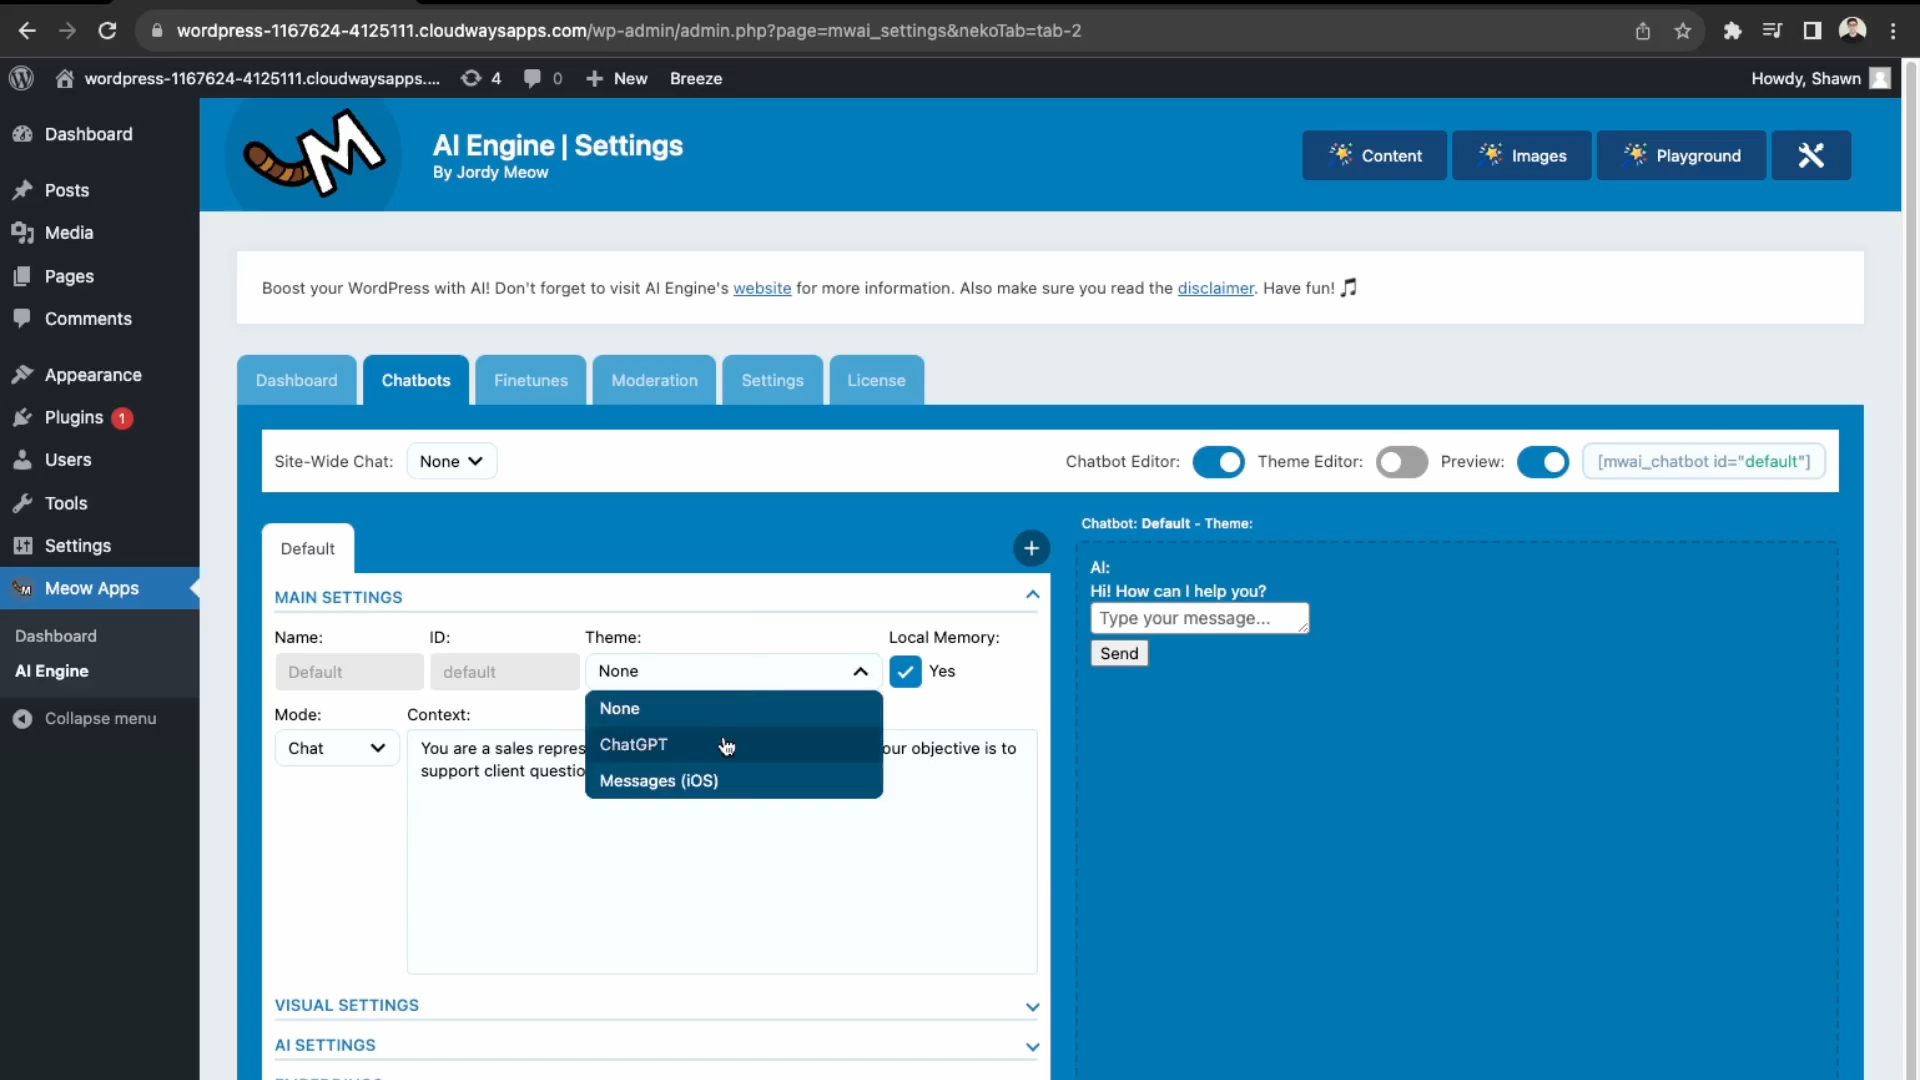 wordpress-1167624-4125111.cloudwaysapps.com/wp-admin/admin.php?page=mwai_settings&nekoTab=tab-2
wordpress-1167624-4125111.cloudwaysapps.... 4 0 New Breeze Howdy, Shawn
Dashboard
Posts
Media
Pages
Comments
Appearance
Plugins 1
Users
Tools
Settings
Meow Apps
Dashboard
AI Engine
Collapse menu
M
AI Engine | Settings
By Jordy Meow
Content Images Playground
Boost your WordPress with AI! Don't forget to visit AI Engine's website for more information. Also make sure you read the disclaimer. Have fun!
Dashboard Chatbots Finetunes Moderation Settings License
Site-Wide Chat: None Chatbot Editor: Theme Editor: Preview: [mwai_chatbot id="default"]
Default
MAIN SETTINGS
Name: ID: Theme: Local Memory:
Default default None Yes
None
ChatGPT
Messages (iOS)
Mode: Context:
Chat
You are a sales repres our objective is to
support client questio
VISUAL SETTINGS
AI SETTINGS
Chatbot: Default - Theme:
AI:
Hi! How can I help you?
Type your message...
Send